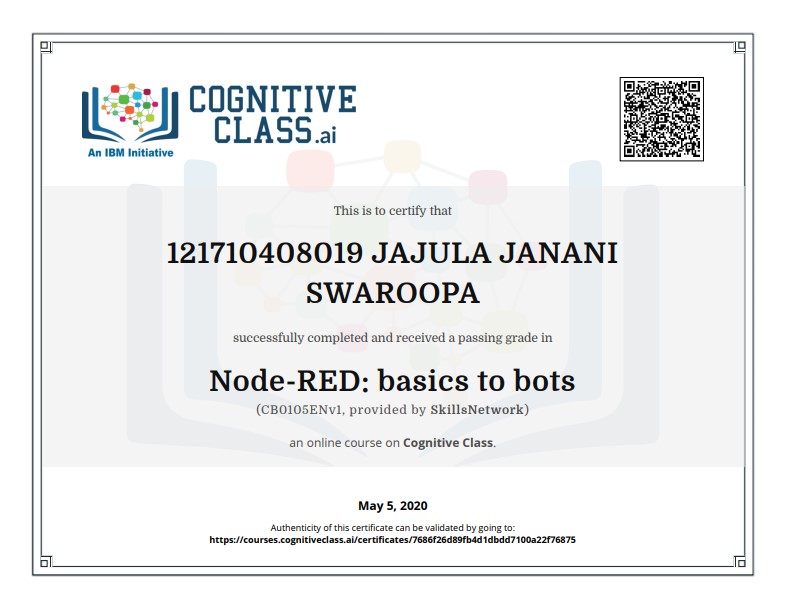 COGNITIVE
CLASS.ai
An IBM Initiative
This is to certify that
121710408019 JAJULA JANANI
SWAROOPA
successfully completed and received a passing grade in
Node-RED: basics to bots
(CB0105ENv1, provided by SkillsNetwork)
an online course on Cognitive Class.
May 5, 2020
Authenticity of this certificate can be validated by going to:
https://courses.cognitiveclass.ai/certificates/7686f26d89fb4d1dbdd7100a22f76875